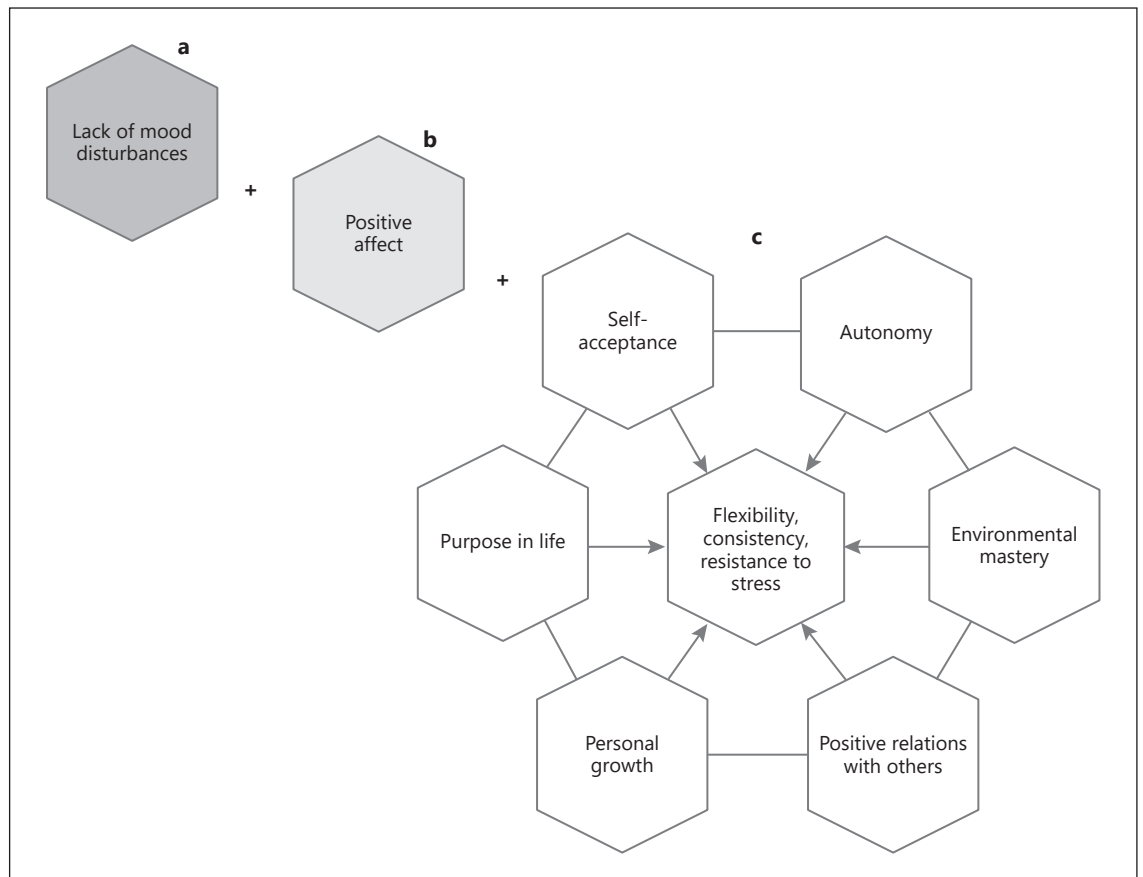 a
Lack of mood
disturbances
+
b
Positive
affect
+
c
Self-
acceptance
Autonomy
Purpose in life
Flexibility,
consistency,
resistance to
stress
Environmental
mastery
Personal
growth
Positive relations
with others